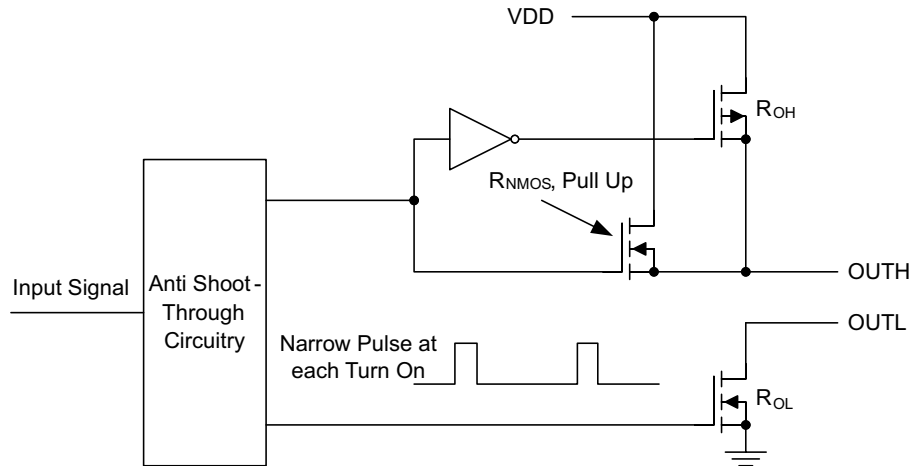 VDD
ROH
RNMOS, Pull Up
Input Signal
Anti Shoot-
Through
Circuitry
OUTH
OUTL
Narrow Pulse at
each Turn On
ROL